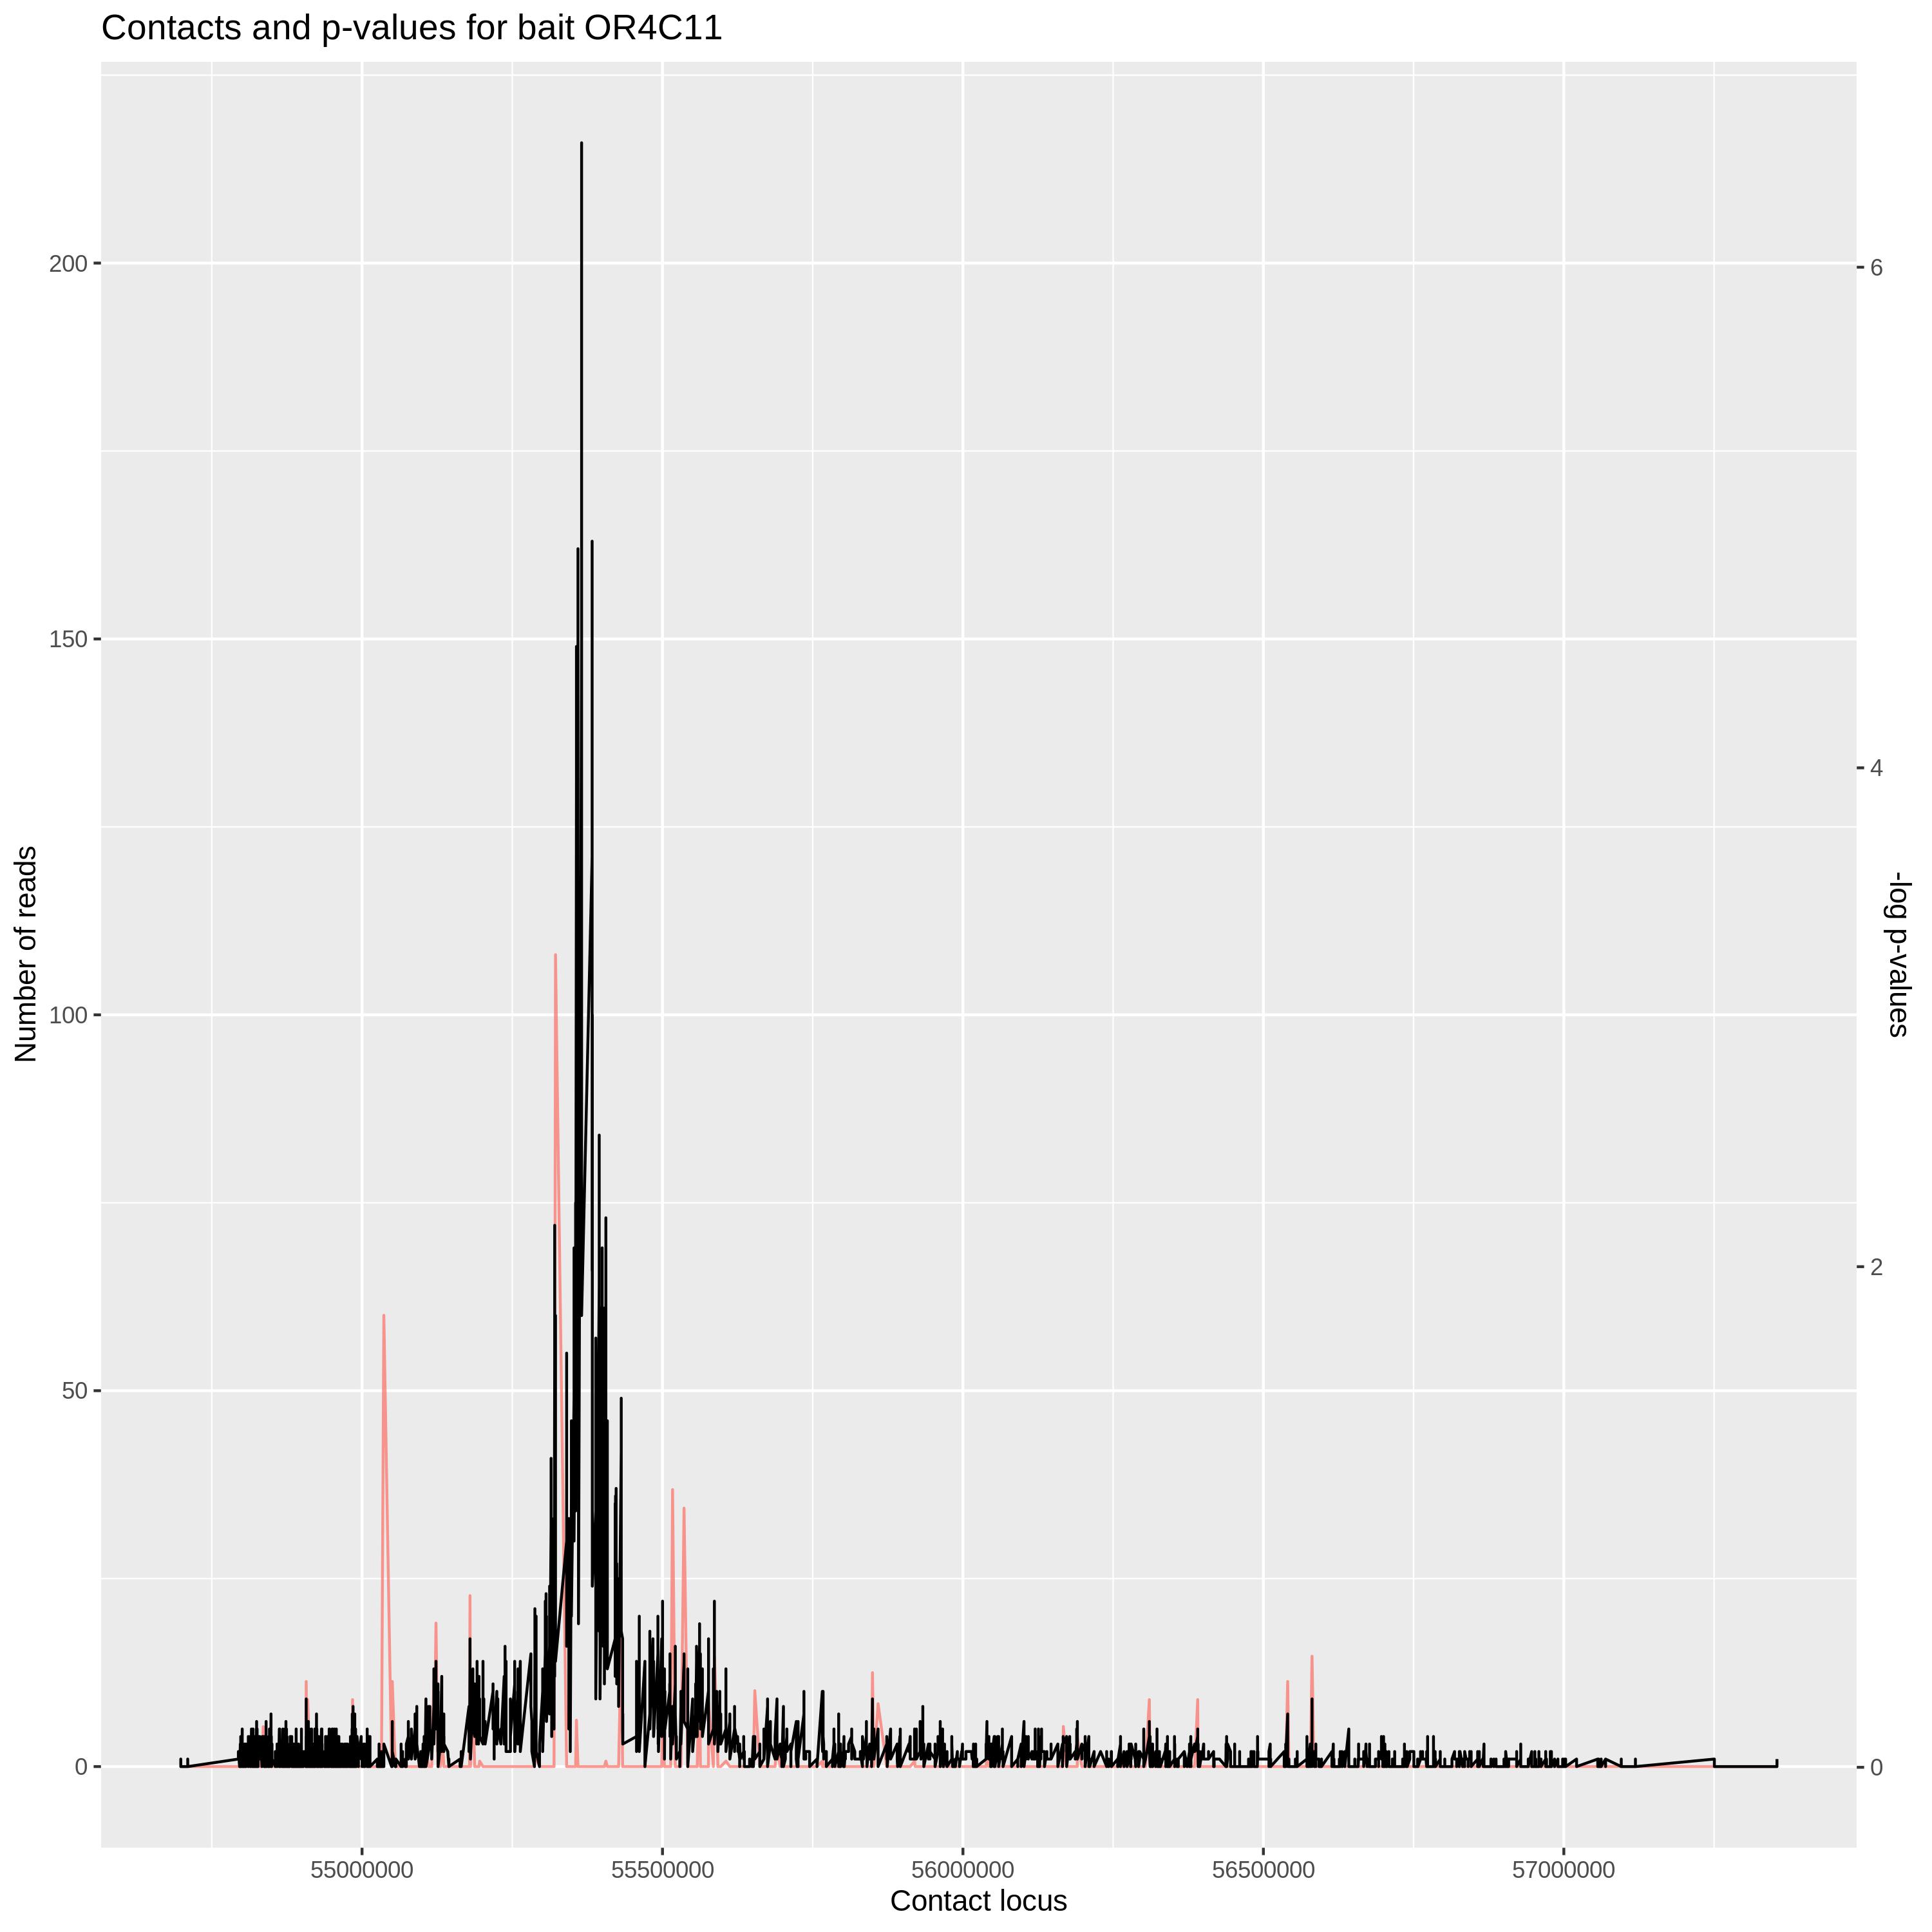 Contacts and p-values for bait OR4C11
Number of reads
200
150
100
50
0
6
4
2
0
-log p-values
55000000 55500000 56000000 56500000 57000000
Contact locus